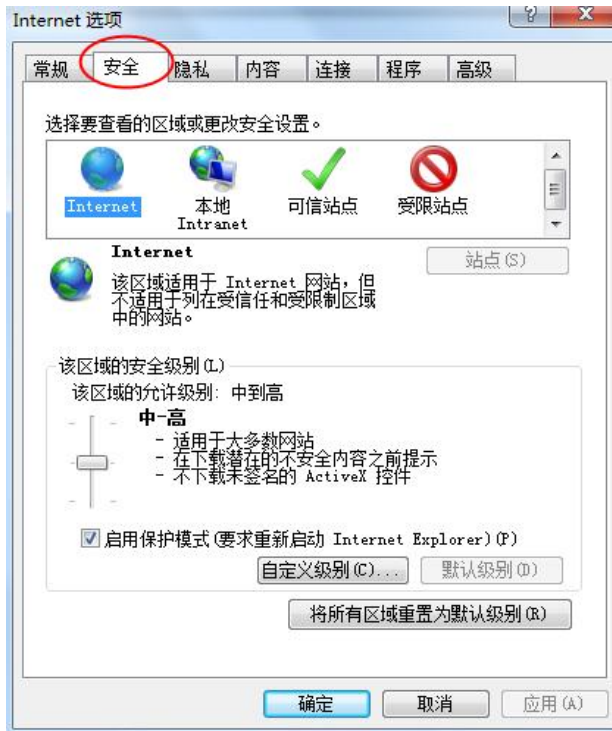 Internet 选项
常规 安全 隐私 内容 连接 程序 高级
选择要查看的区域或更改安全设置。
Internet 本地 Intranet 可信站点 受限站点
Internet
站点(S)
该区域适用于 Internet 网站，但
不适用于列在受信任和受限制区域
中的网站。
该区域的安全级别(L)
该区域的允许级别: 中到高
中-高
- 适用于大多数网站
- 在下载潜在的不安全内容之前提示
- 不下载未签名的 ActiveX 控件
启用保护模式(要求重新启动 Internet Explorer)(P)
自定义级别(C)... 默认级别(D)
将所有区域重置为默认级别(R)
确定 取消 应用(A)